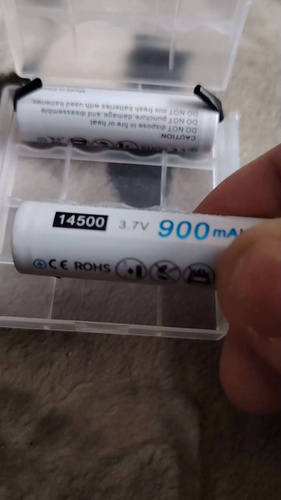 CAUTION
DO NOT dispose in fire or heat
DO NOT puncture, damage and disassemble
DO NOT mix fresh batteries with used batteries.
14500 3.7V 900mA
CE ROHS